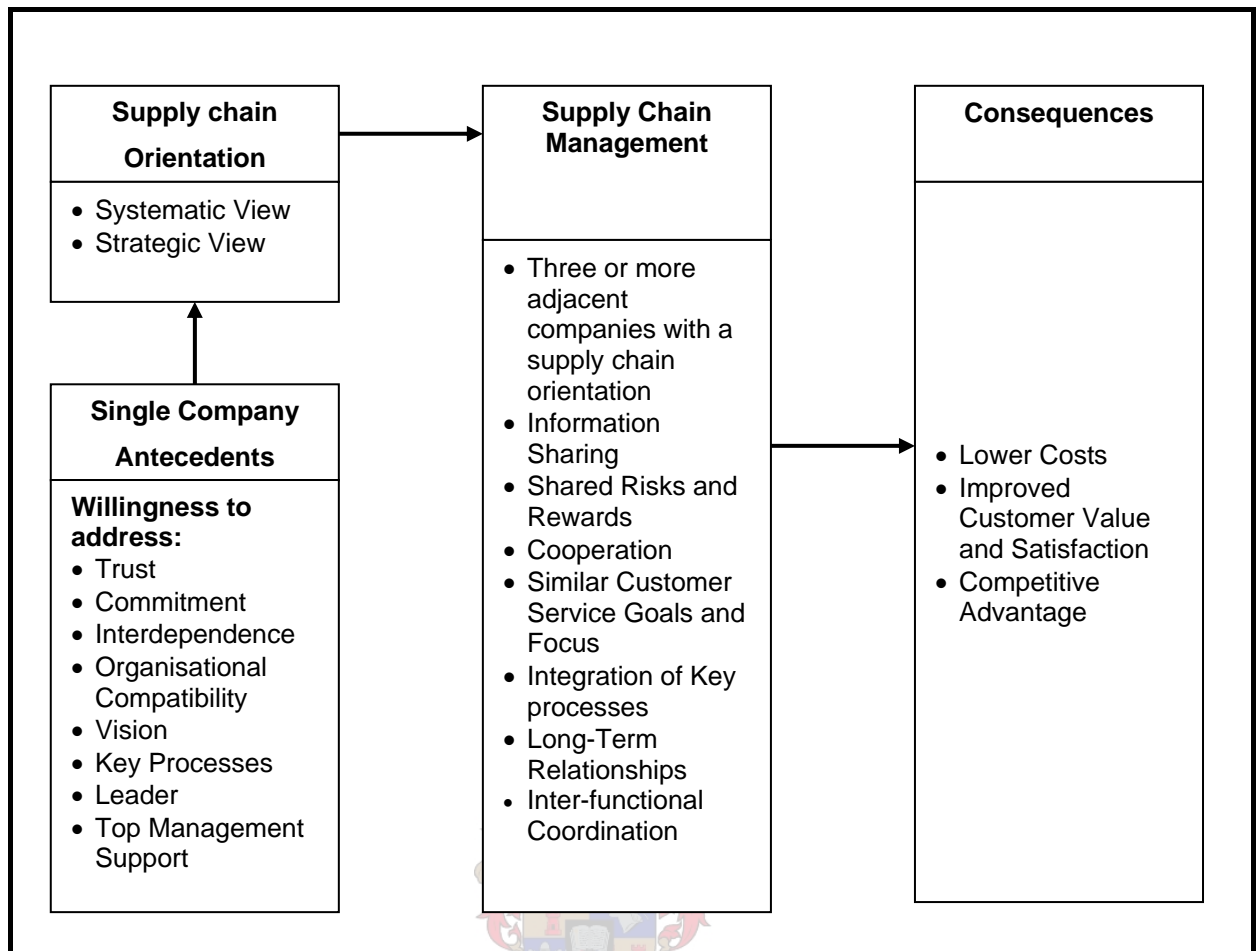 Supply chain
Orientation
• Systematic View
• Strategic View
Single Company
Antecedents
Willingness to
address:
• Trust
• Commitment
• Interdependence
• Organisational
Compatibility
• Vision
• Key Processes
• Leader
• Top Management
Support
Supply Chain
Management
• Three or more
adjacent
companies with a
supply chain
orientation
• Information
Sharing
• Shared Risks and
Rewards
• Cooperation
• Similar Customer
Service Goals and
Focus
• Integration of Key
processes
• Long-Term
Relationships
• Inter-functional
Coordination
Consequences
• Lower Costs
• Improved
Customer Value
and Satisfaction
• Competitive
Advantage